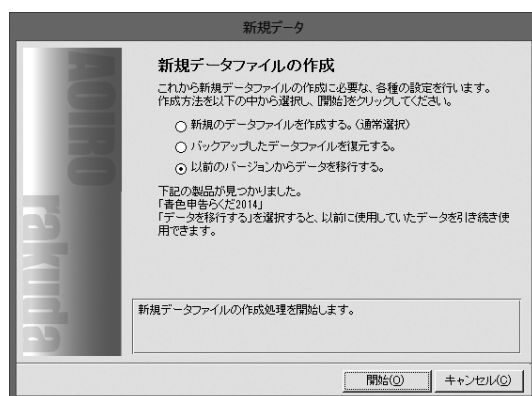 新規データ
AOIRO rakuda
新規データファイルの作成
これから新規データファイルの作成に必要な、各種の設定を行います。
作成方法を以下の中から選択し、[開始]をクリックしてください。
新規のデータファイルを作成する。(通常選択)
バックアップしたデータファイルを復元する。
以前のバージョンからデータを移行する。
下記の製品が見つかりました。
「青色申告らくだ2014」
「データを移行する」を選択すると、以前に使用していたデータを引き続き使
用できます。
新規データファイルの作成処理を開始します。
開始(O)
キャンセル(C)